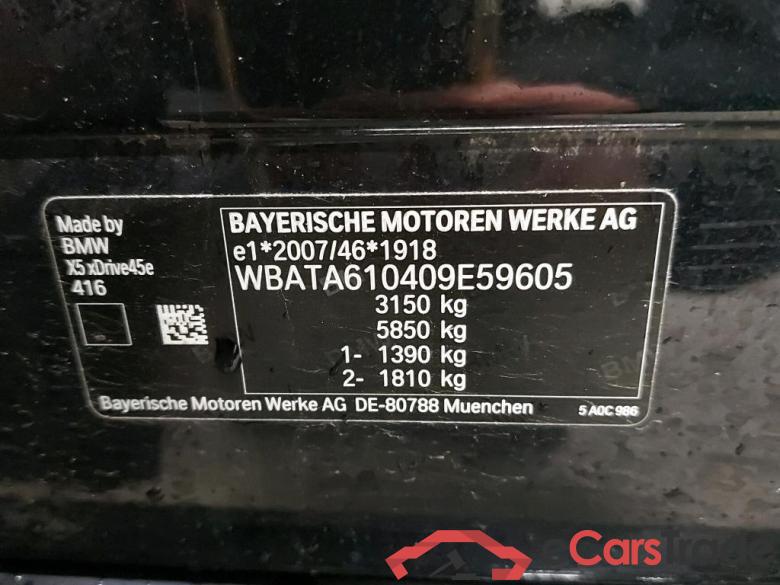 Made by
BMW
X5 xDrive45e
416
BAYERISCHE MOTOREN WERKE AG
e1*2007/46*1918
WBATA610409E59605
3150 kg
5850 kg
1- 1390 kg
2- 1810 kg
Bayerische Motoren Werke AG DE-80788 Muenchen
5 A0C 986
eCarsTrade